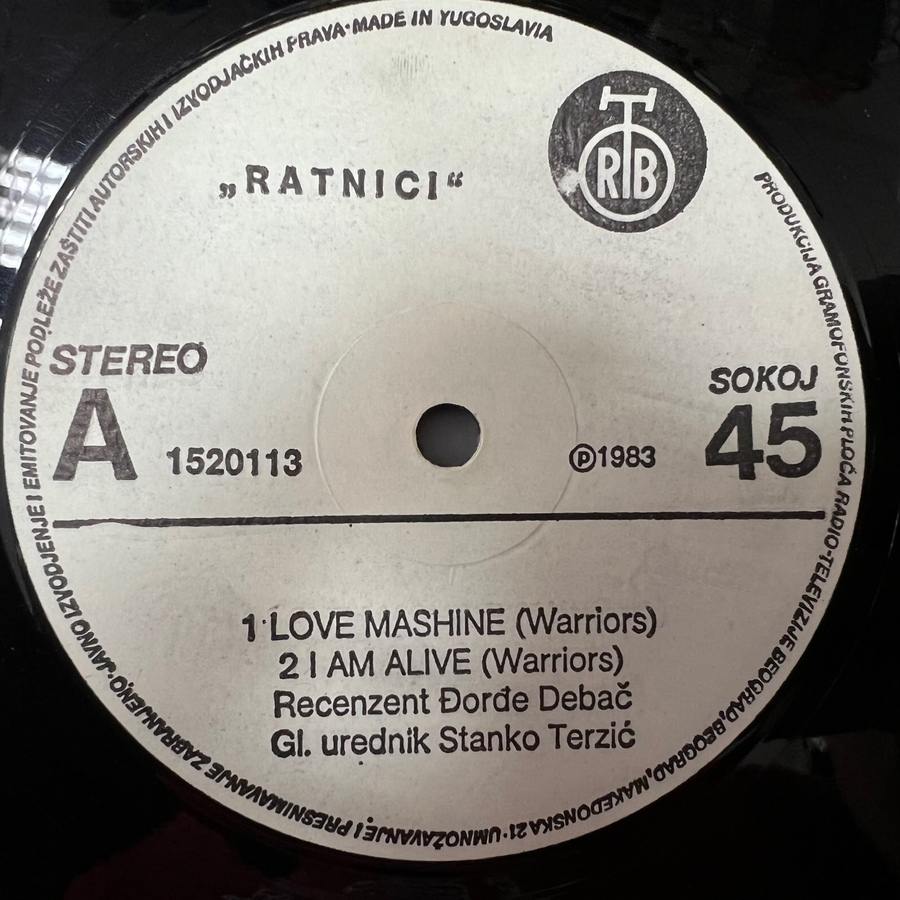 PRODUKCIJA GRAMOFONSKIH PLOČA RADIO-TELEVIZIJE BEOGRAD, BEOGRAD, MAKEDONSKA 21 · UMNOŽAVANJE I PRESNIMAVANJE ZABRANJENO · JAVNO IZVODJENJE I EMITOVANJE PODLEŽE ZAŠTITI AUTORSKIH I IZVODJAČKIH PRAVA · MADE IN YUGOSLAVIA
„RATNICI“
RTB
STEREO
A
1520113
℗1983
SOKOJ
45
1 LOVE MASHINE (Warriors)
2 I AM ALIVE (Warriors)
Recenzent Đorđe Debač
Gl. urednik Stanko Terzić